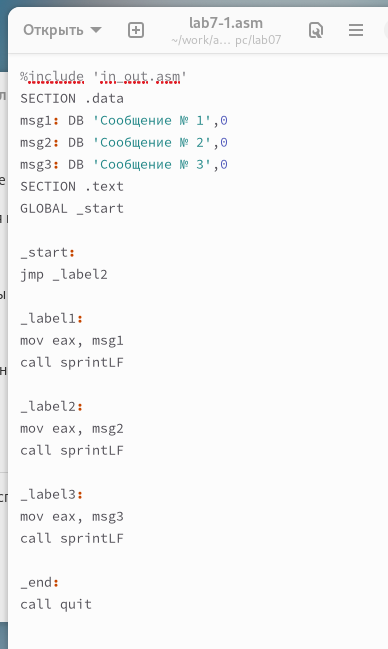 Открыть
lab7-1.asm
~/work/a... pc/lab07
%include 'in_out.asm'
SECTION .data
msg1: DB 'Сообщение № 1',0
msg2: DB 'Сообщение № 2',0
msg3: DB 'Сообщение № 3',0
SECTION .text
GLOBAL _start
_start:
jmp _label2
_label1:
mov eax, msg1
call sprintLF
_label2:
mov eax, msg2
call sprintLF
_label3:
mov eax, msg3
call sprintLF
_end:
call quit